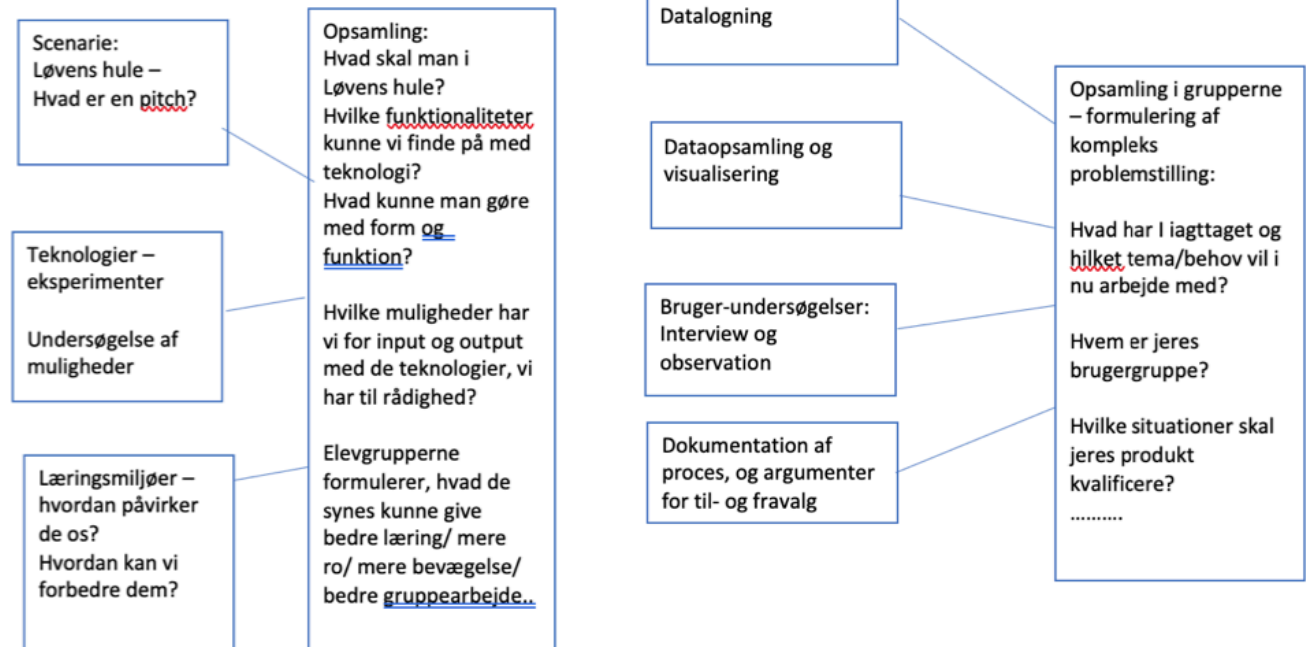 Scenarie:
Løvens hule –
Hvad er en pitch?
Teknologier –
eksperimenter
Undersøgelse af
muligheder
Læringsmiljøer –
hvordan påvirker
de os?
Hvordan kan vi
forbedre dem?
Opsamling:
Hvad skal man i
Løvens hule?
Hvilke funktionaliteter
kunne vi finde på med
teknologi?
Hvad kunne man gøre
med form og
funktion?
Hvilke muligheder har
vi for input og output
med de teknologier, vi
har til rådighed?
Elevgrupperne
formulerer, hvad de
synes kunne give
bedre læring/ mere
ro/ mere bevægelse/
bedre gruppearbejde..
Datalogning
Dataopsamling og
visualisering
Bruger-undersøgelser:
Interview og
observation
Dokumentation af
proces, og argumenter
for til- og fravalg
Opsamling i grupperne
– formulering af
kompleks
problemstilling:
Hvad har I iagttaget og
hilket tema/behov vil i
nu arbejde med?
Hvem er jeres
brugergruppe?
Hvilke situationer skal
jeres produkt
kvalificere?
..........